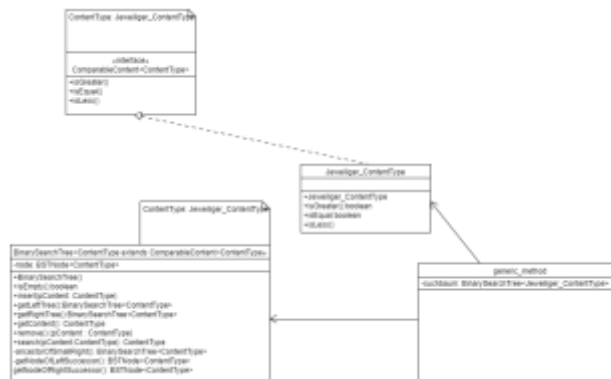 ContentType: Jeweiliger_ContentType
«interface»
ComparableContent<ContentType>
+isGreater()
+isEqual()
+isLess()
Jeweiliger_ContentType
+Jeweiliger_ContentType
+isGreater():boolean
+isEqual:boolean
+isLess()
ContentType: Jeweiliger_ContentType
BinarySearchTree<ContentType extends ComparableContent<ContentType>>
-node: BSTNode<ContentType>
+BinarySearchTree()
+isEmpty():boolean
+insert(pContent: ContentType)
+getLeftTree():BinarySearchTree<ContentType>
+getRightTree():BinarySearchTree<ContentType>
+getContent(): ContentType
+remove()(pContent : ContentType)
+search(pContent:ContentType): ContentType
-ancestorOfSmallRight(): BinarySearchTree<ContentType>
-getNodeOfLeftSuccessor(): BSTNode<ContentType>
getNodeOfRightSuccessor(): BSTNode<ContentType>
generic_method
-suchbaum: BinarySearchTree<Jeweiliger_ContentType>